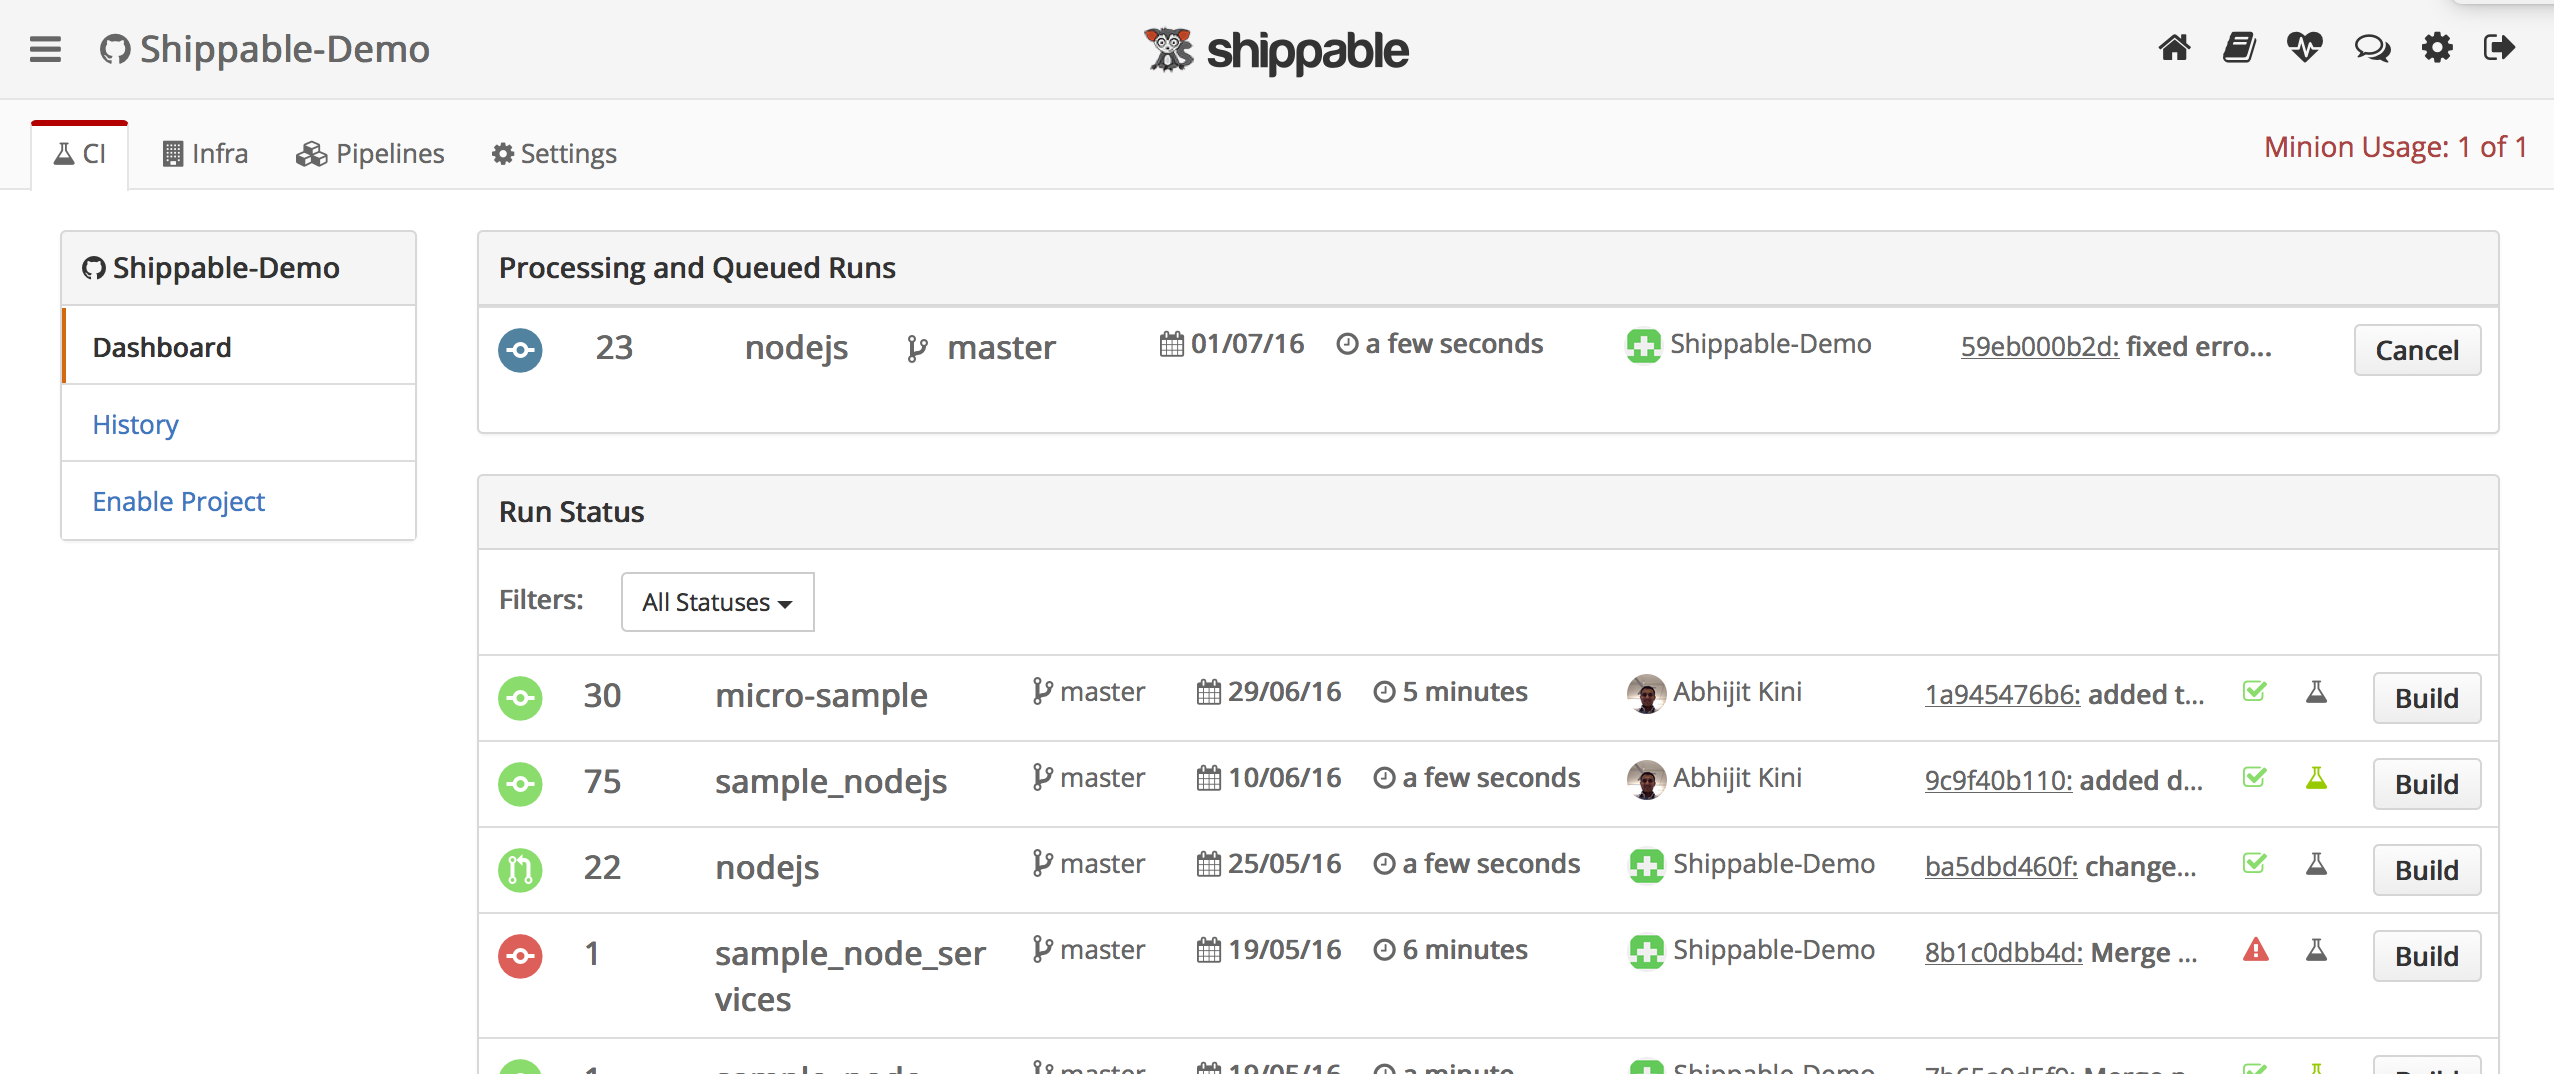 Shippable-Demo shippable
CI Infra Pipelines Settings Minion Usage: 1 of 1
Shippable-Demo
Dashboard
History
Enable Project
Processing and Queued Runs
23 nodejs master 01/07/16 a few seconds Shippable-Demo 59eb000b2d: fixed erro... Cancel
Run Status
Filters: All Statuses
30 micro-sample master 29/06/16 5 minutes Abhijit Kini 1a945476b6: added t... Build
75 sample_nodejs master 10/06/16 a few seconds Abhijit Kini 9c9f40b110: added d... Build
22 nodejs master 25/05/16 a few seconds Shippable-Demo ba5dbd460f: change... Build
1 sample_node_ser master 19/05/16 6 minutes Shippable-Demo 8b1c0dbb4d: Merge ... Build
vices
1 master 19/05/16 a minute Shippable-Demo